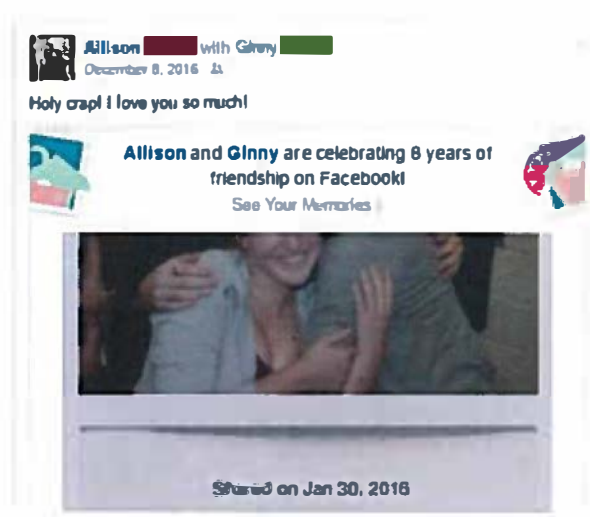 Allison with Ginny
December 8, 2016
Holy crap! I love you so much!
Allison and Ginny are celebrating 8 years of
friendship on Facebook!
See Your Memories
Shared on Jan 30, 2016